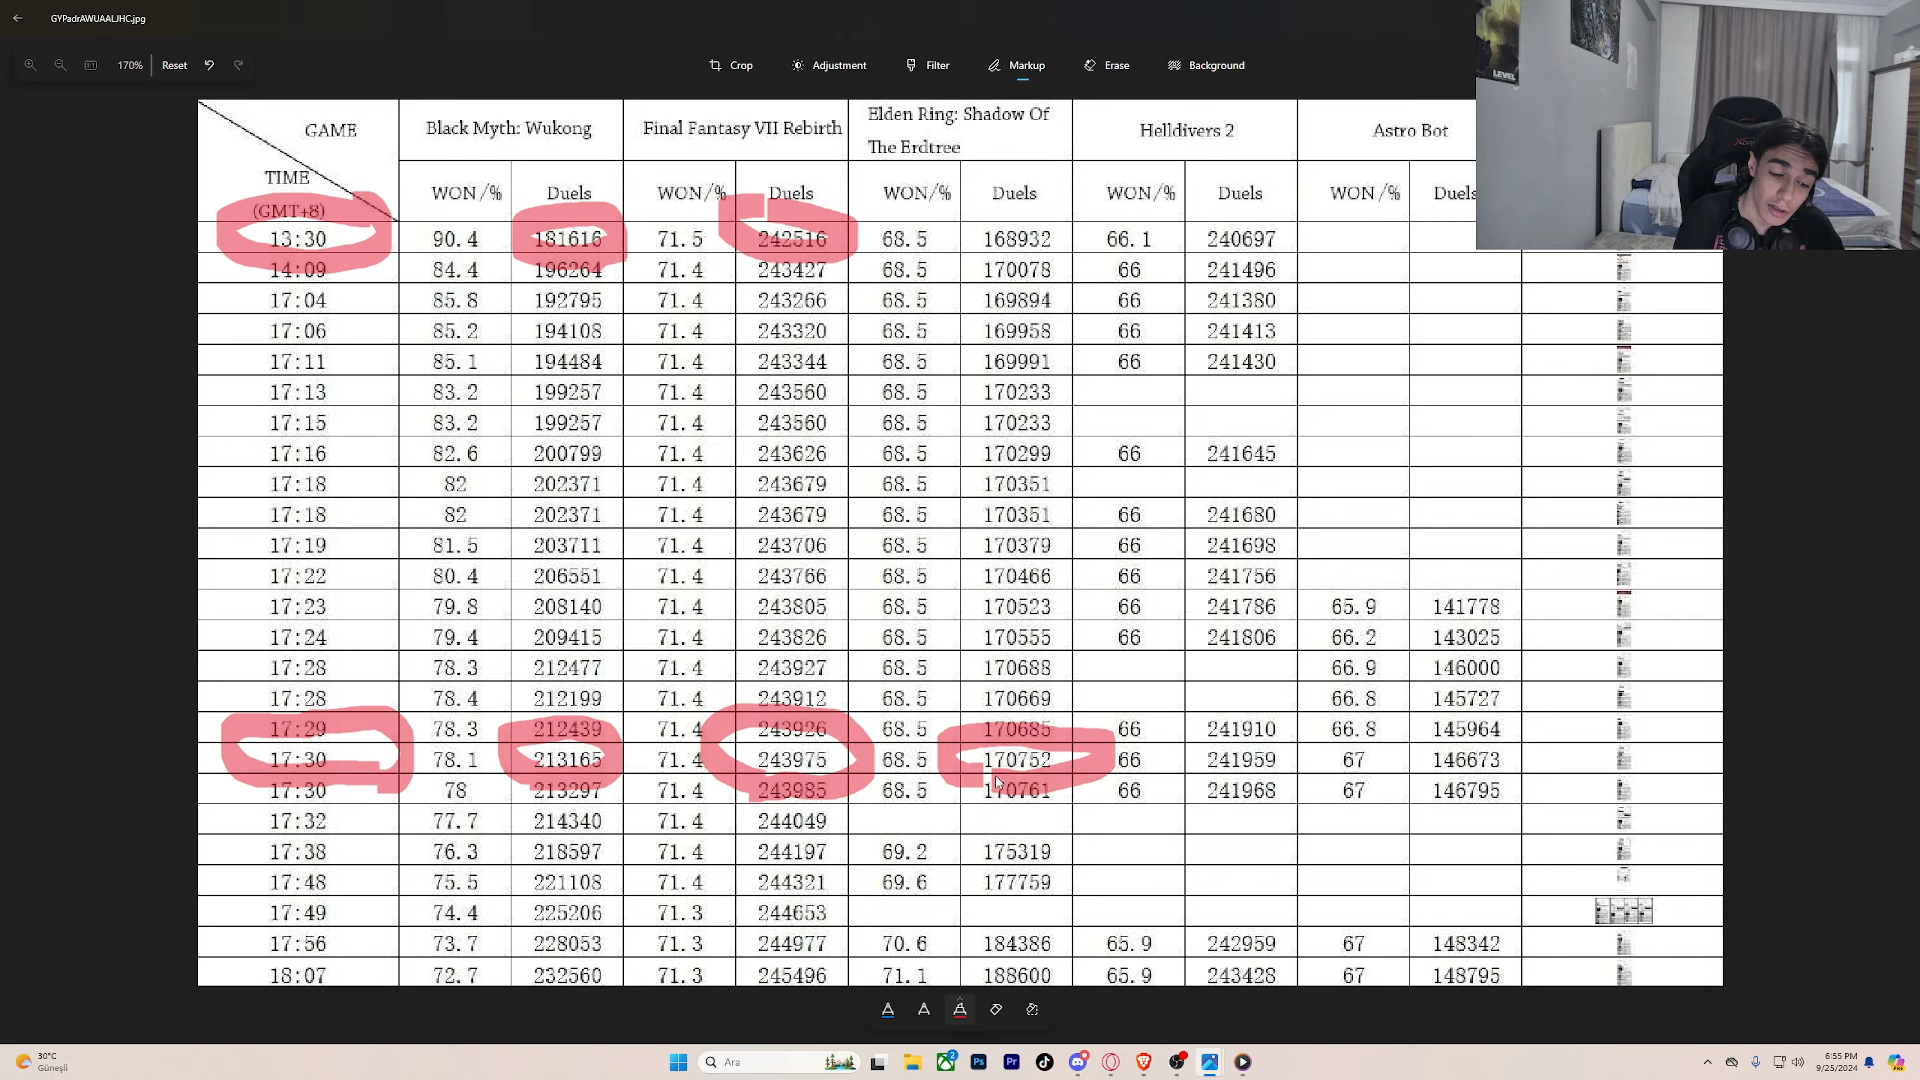 GYPadrAWUAALJHC.jpg
170% Reset
Crop Adjustment Filter Markup Erase Background
GAME TIME (GMT+8) Black Myth: Wukong Final Fantasy VII Rebirth Elden Ring: Shadow Of The Erdtree Helldivers 2 Astro Bot
WON/% Duels WON/% Duels WON/% Duels WON/% Duels WON/% Duels
13:30 90.4 181616 71.5 242516 68.5 168932 66.1 240697
14:09 84.4 196264 71.4 243427 68.5 170078 66 241496
17:04 85.8 192795 71.4 243266 68.5 169894 66 241380
17:06 85.2 194108 71.4 243320 68.5 169958 66 241413
17:11 85.1 194484 71.4 243344 68.5 169991 66 241430
17:13 83.2 199257 71.4 243560 68.5 170233
17:15 83.2 199257 71.4 243560 68.5 170233
17:16 82.6 200799 71.4 243626 68.5 170299 66 241645
17:18 82 202371 71.4 243679 68.5 170351
17:18 82 202371 71.4 243679 68.5 170351 66 241680
17:19 81.5 203711 71.4 243706 68.5 170379 66 241698
17:22 80.4 206551 71.4 243766 68.5 170466 66 241756
17:23 79.8 208140 71.4 243805 68.5 170523 66 241786 65.9 141778
17:24 79.4 209415 71.4 243826 68.5 170555 66 241806 66.2 143025
17:28 78.3 212477 71.4 243927 68.5 170688 66.9 146000
17:28 78.4 212199 71.4 243912 68.5 170669 66.8 145727
17:29 78.3 212439 71.4 243926 68.5 170685 66 241910 66.8 145964
17:30 78.1 213165 71.4 243975 68.5 170752 66 241959 67 146673
17:30 78 213297 71.4 243985 68.5 170761 66 241968 67 146795
17:32 77.7 214340 71.4 244049
17:38 76.3 218597 71.4 244197 69.2 175319
17:48 75.5 221108 71.4 244321 69.6 177759
17:49 74.4 225206 71.3 244653
17:56 73.7 228053 71.3 244977 70.6 184386 65.9 242959 67 148342
18:07 72.7 232560 71.3 245496 71.1 188600 65.9 243428 67 148795
LEVEL
30°C
Güneşli
Ara
2
Ps
Pr
6:55 PM
9/25/2024